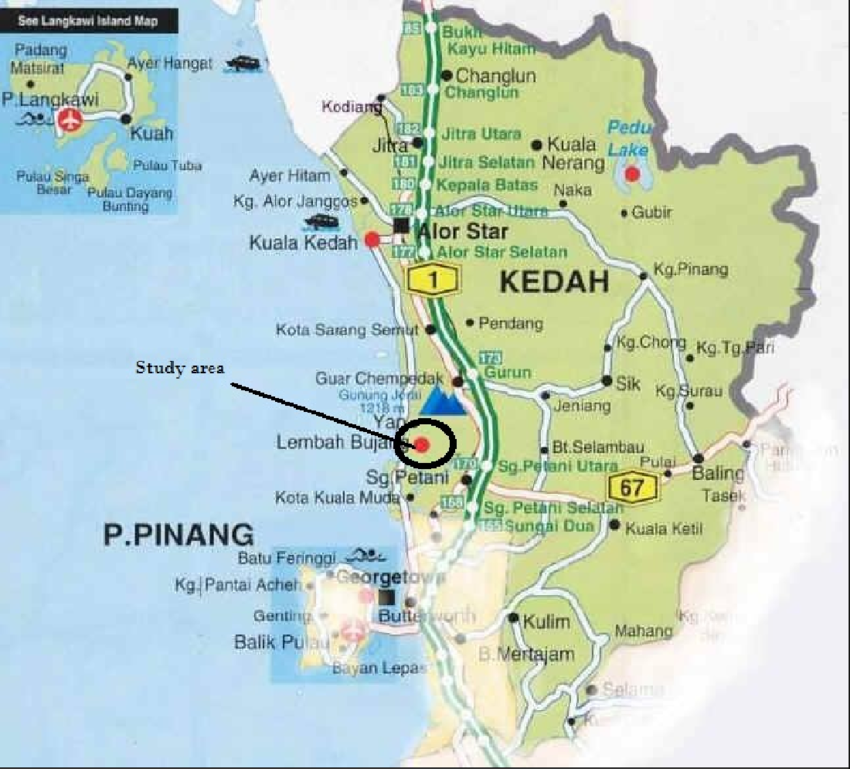 See Langkawi Island Map
Padang
Matsirat
Ayer Hangat
P.Langkawi
Kuah
Pulau Singa
Besar
Pulau Tuba
Pulau Dayang
Bunting
185
Bukit
Kayu Hitam
Changlun
183
Changlun
Kodiang
182
Jitra Utara
Jitra
Kuala
Nerang
Pedu
Lake
181
Jitra Selatan
Ayer Hitam
180
Kepala Batas
Naka
Kg. Alor Janggos
178
Alor Star Utara
Gubir
Kuala Kedah
Alor Star
177
Alor Star Selatan
1
KEDAH
Kg.Pinang
Kota Sarang Semut
Pendang
Kg.Chong
Kg.Tg.Pari
Study area
173
Gurun
Guar Chempedak
Sik
Gunung Jerai
1218 m
Kg.Surau
Jeniang
Yan
Lembah Bujang
Bt.Selambau
170
Sg.Petani Utara
Pulai
Baling
Sg.Petani
67
Tasek
Kota Kuala Muda
168
Sg. Petani Selatan
165
Sungai Dua
Kuala Ketil
P.PINANG
Batu Feringgi
Georgetown
Kg. Pantai Acheh
Genting
Butterworth
Balik Pulau
Kulim
Mahang
Bayan Lepas
B.Mertajam
Selama